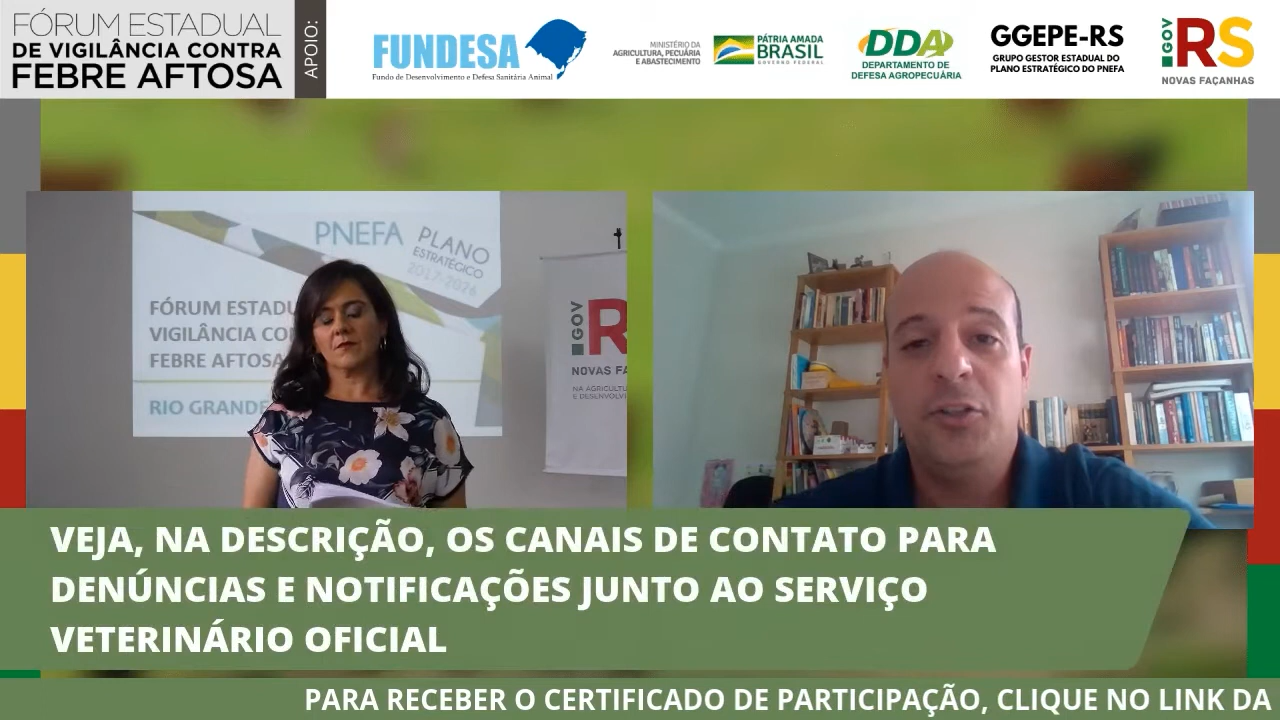 FÓRUM ESTADUAL
DE VIGILÂNCIA CONTRA
FEBRE AFTOSA
APOIO:
FUNDESA
Fundo de Desenvolvimento e Defesa Sanitária Animal
MINISTÉRIO DA
AGRICULTURA, PECUÁRIA
E ABASTECIMENTO
PÁTRIA AMADA
BRASIL
GOVERNO FEDERAL
DDA
DEPARTAMENTO DE
DEFESA AGROPECUÁRIA
GGEPE-RS
GRUPO GESTOR ESTADUAL DO
PLANO ESTRATÉGICO DO PNEFA
GOV
RS
NOVAS FAÇANHAS
PNEFA PLANO
ESTRATÉGICO
2017-2026
FÓRUM ESTADU
VIGILÂNCIA CO
FEBRE AFTOSA
RIO GRANDE
GOV
R
NOVAS FA
NA AGRICULTU
E DESENVOLVI
VEJA, NA DESCRIÇÃO, OS CANAIS DE CONTATO PARA
DENÚNCIAS E NOTIFICAÇÕES JUNTO AO SERVIÇO
VETERINÁRIO OFICIAL
PARA RECEBER O CERTIFICADO DE PARTICIPAÇÃO, CLIQUE NO LINK DA